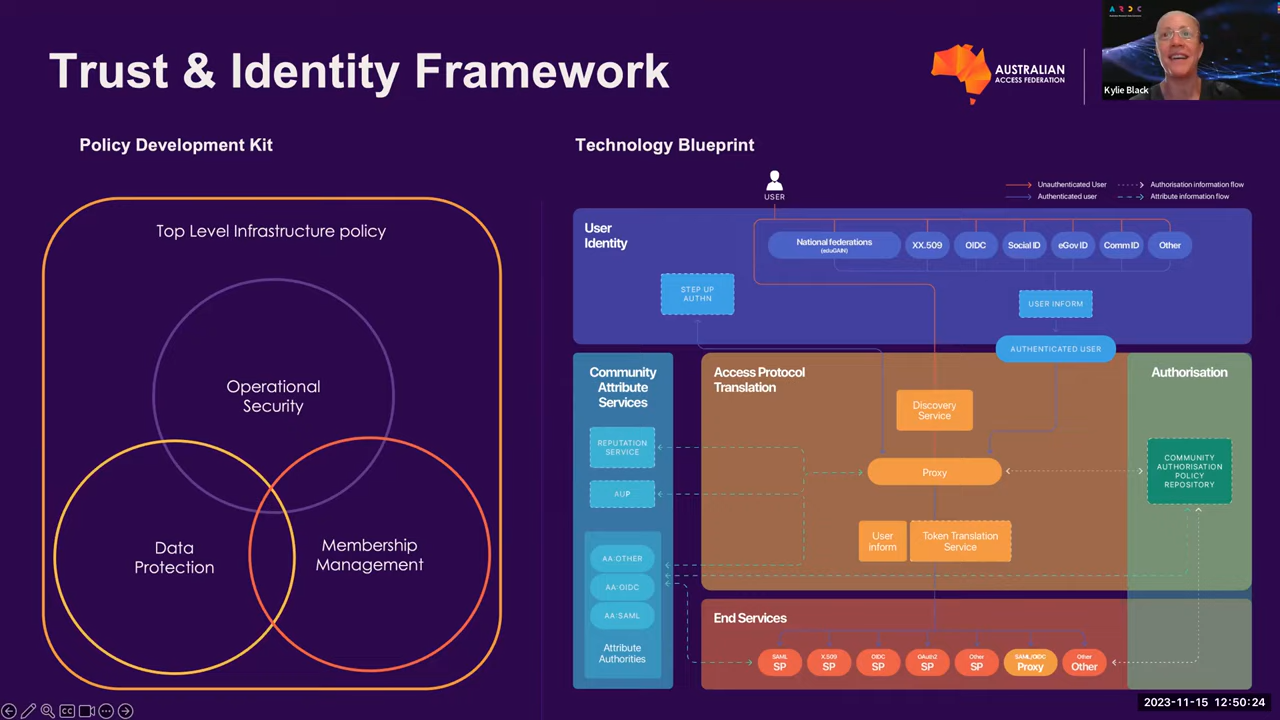 Trust & Identity Framework
AUSTRALIAN
ACCESS FEDERATION
A R D C
Kylie Black
Policy Development Kit
Top Level Infrastructure policy
Operational
Security
Data
Protection
Membership
Management
Technology Blueprint
USER
Unauthenticated User
Authenticated user
Authorisation information flow
Attribute information flow
User
Identity
National federations
(eduGAIN)
XX.509
OIDC
Social ID
eGov ID
Comm ID
Other
STEP UP
AUTHN
USER INFORM
AUTHENTICATED USER
Community
Attribute
Services
REPUTATION
SERVICE
AUP
AA:OTHER
AA:OIDC
AA:SAML
Attribute
Authorities
Access Protocol
Translation
Discovery
Service
Proxy
User
inform
Token Translation
Service
Authorisation
COMMUNITY
AUTHORISATION
POLICY
REPOSITORY
End Services
SAML
SP
X.509
SP
OIDC
SP
OAuth2
SP
Other
SP
SAML/OIDC
Proxy
Other
Other
CC
2023-11-15 12:50:24